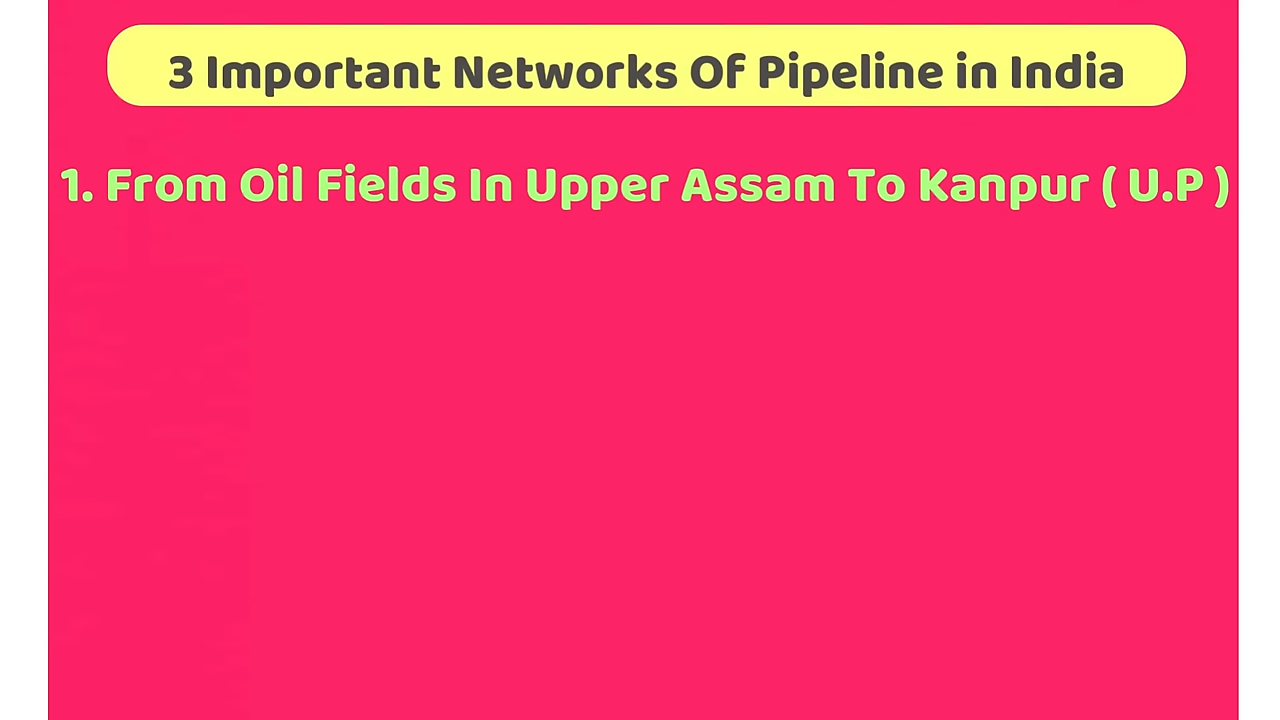 3 Important Networks Of Pipeline in India
1. From Oil Fields In Upper Assam To Kanpur ( U.P )